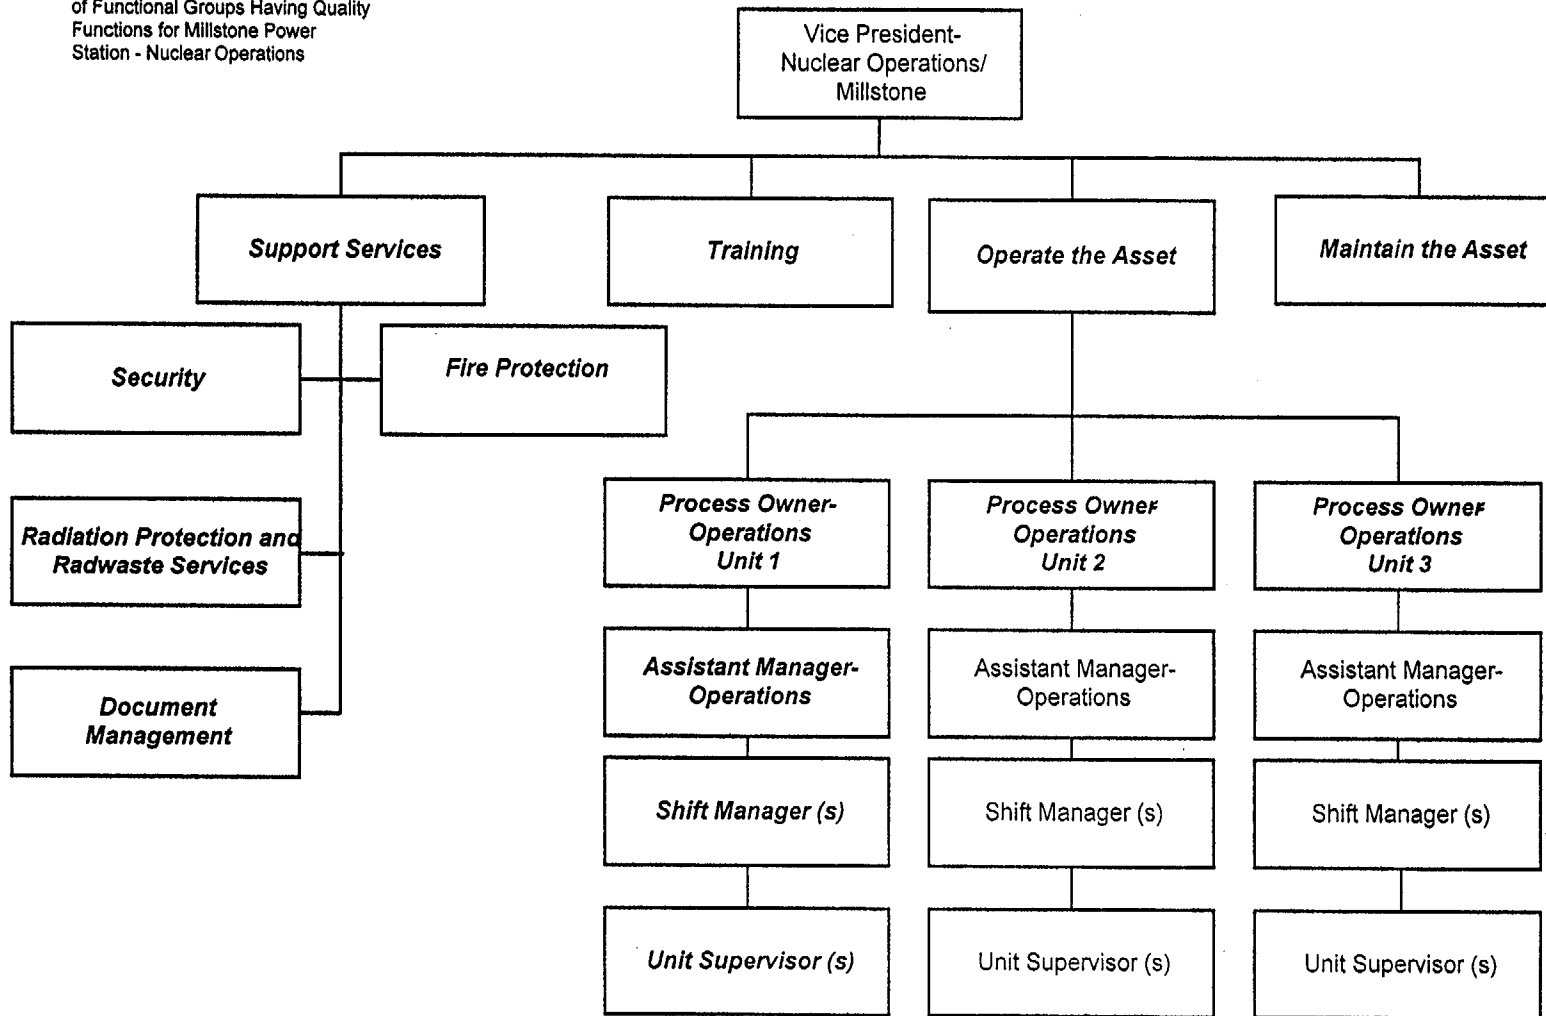 of Functional Groups Having Quality
Functions for Millstone Power
Station - Nuclear Operations
Vice President-
Nuclear Operations/
Millstone
Support Services
Training
Operate the Asset
Maintain the Asset
Security
Fire Protection
Radiation Protection and
Radwaste Services
Document
Management
Process Owner-
Operations
Unit 1
Process Owner
Operations
Unit 2
Process Owner
Operations
Unit 3
Assistant Manager-
Operations
Assistant Manager-
Operations
Assistant Manager-
Operations
Shift Manager (s)
Shift Manager (s)
Shift Manager (s)
Unit Supervisor (s)
Unit Supervisor (s)
Unit Supervisor (s)